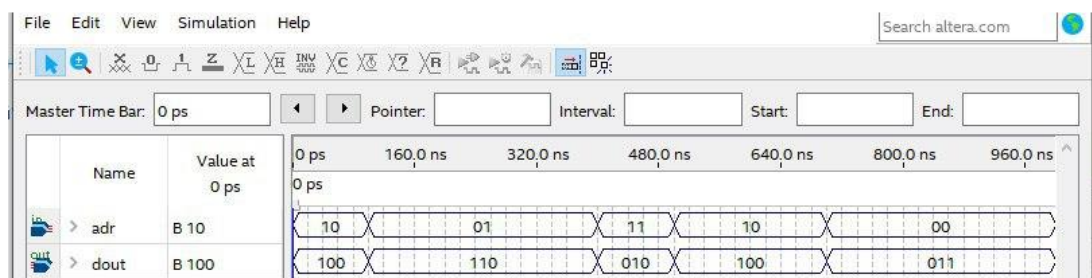 File Edit View Simulation Help Search altera.com
Master Time Bar: 0 ps Pointer: Interval: Start: End:
Name Value at 0 ps
0 ps 160.0 ns 320.0 ns 480.0 ns 640.0 ns 800.0 ns 960.0 ns
0 ps
in > adr B 10 10 01 11 10 00
out > dout B 100 100 110 010 100 011